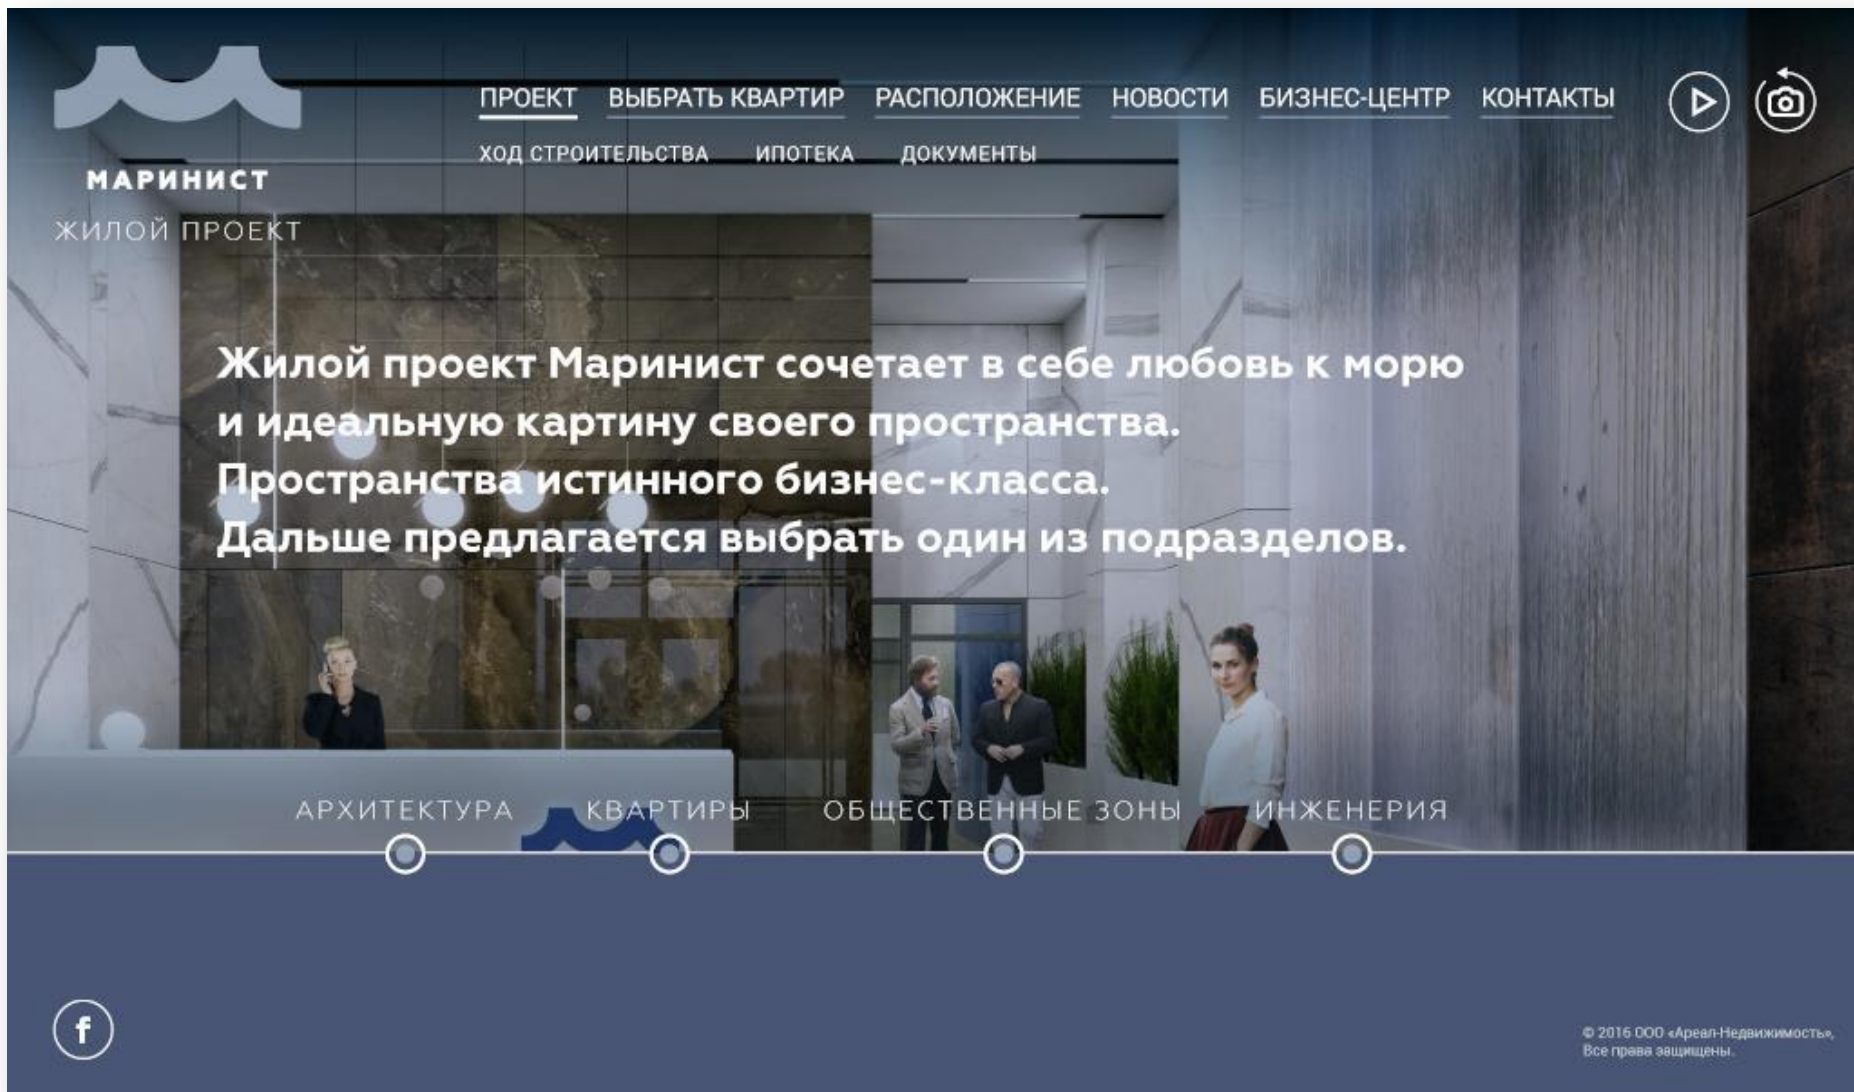 МАРИНИСТ
ЖИЛОЙ ПРОЕКТ
ПРОЕКТ ВЫБРАТЬ КВАРТИР РАСПОЛОЖЕНИЕ НОВОСТИ БИЗНЕС-ЦЕНТР КОНТАКТЫ
ХОД СТРОИТЕЛЬСТВА ИПОТЕКА ДОКУМЕНТЫ
Жилой проект Маринист сочетает в себе любовь к морю
и идеальную картину своего пространства.
Пространства истинного бизнес-класса.
Дальше предлагается выбрать один из подразделов.
АРХИТЕКТУРА КВАРТИРЫ ОБЩЕСТВЕННЫЕ ЗОНЫ ИНЖЕНЕРИЯ
f
© 2016 ООО «Ареал-Недвижимость»,
Все права защищены.